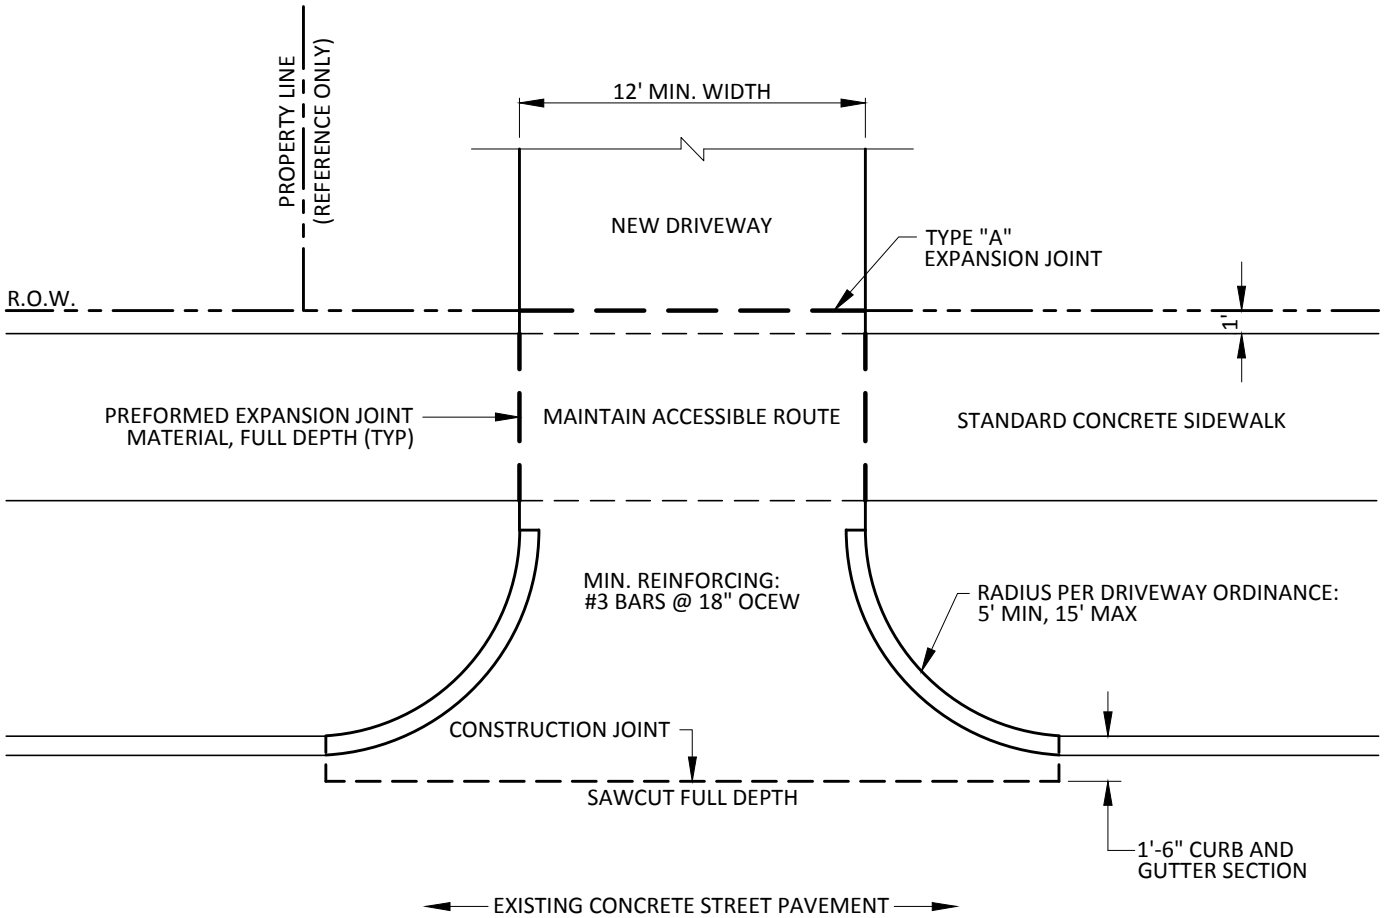 12' MIN. WIDTH
PROPERTY LINE
(REFERENCE ONLY)
NEW DRIVEWAY
TYPE "A"
EXPANSION JOINT
R.O.W.
1'
PREFORMED EXPANSION JOINT
MATERIAL, FULL DEPTH (TYP)
MAINTAIN ACCESSIBLE ROUTE
STANDARD CONCRETE SIDEWALK
MIN. REINFORCING:
#3 BARS @ 18" OCEW
RADIUS PER DRIVEWAY ORDINANCE:
5' MIN, 15' MAX
CONSTRUCTION JOINT
SAWCUT FULL DEPTH
1'-6" CURB AND
GUTTER SECTION
EXISTING CONCRETE STREET PAVEMENT